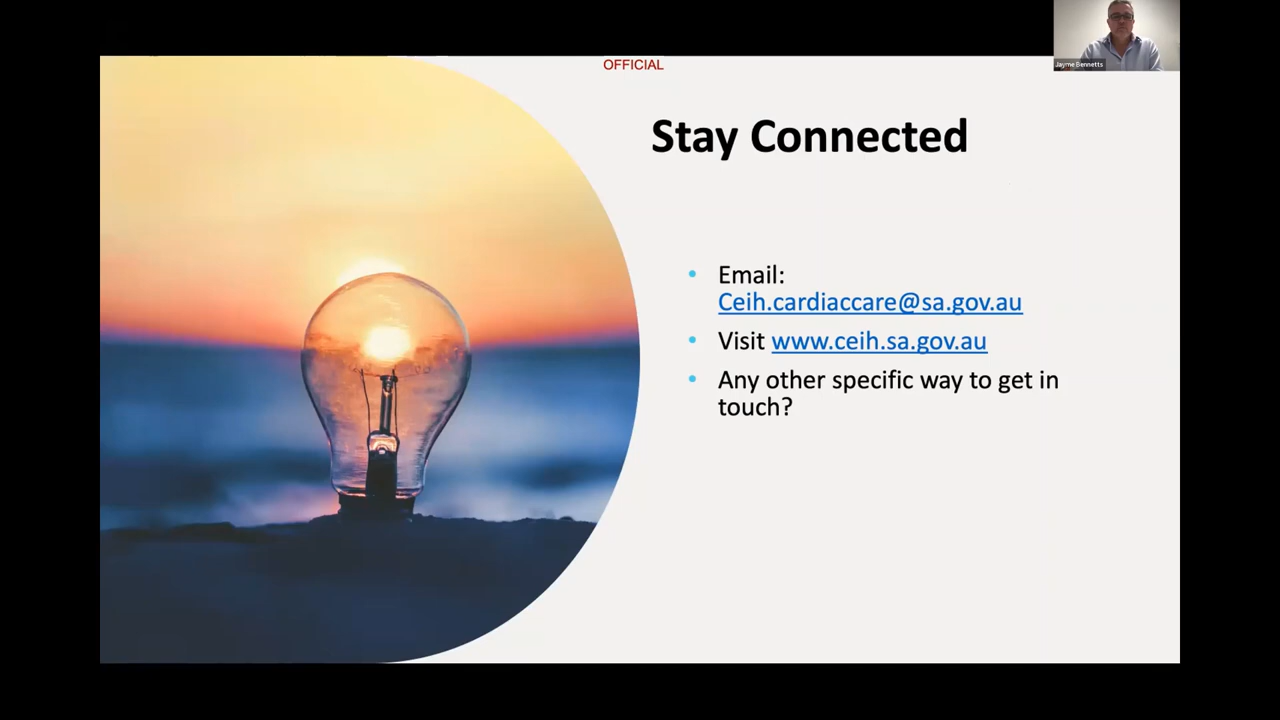 OFFICIAL
Jayme Bennetts
Stay Connected
• Email:
Ceih.cardiaccare@sa.gov.au
• Visit www.ceih.sa.gov.au
• Any other specific way to get in
touch?